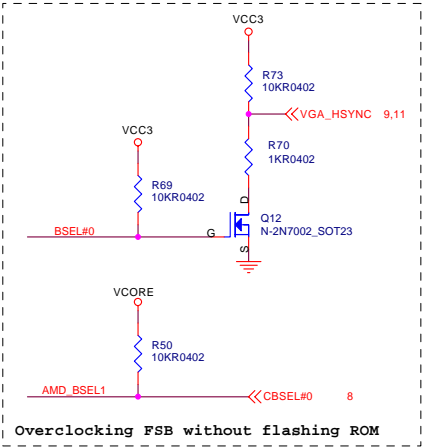 VCC3
R73
10KR0402
VGA_HSYNC 9,11
VCC3
R70
1KR0402
R69
10KR0402
D
Q12
N-2N7002_SOT23
BSEL#0
G
S
VCORE
R50
10KR0402
AMD_BSEL1
CBSEL#0 8
Overclocking FSB without flashing ROM